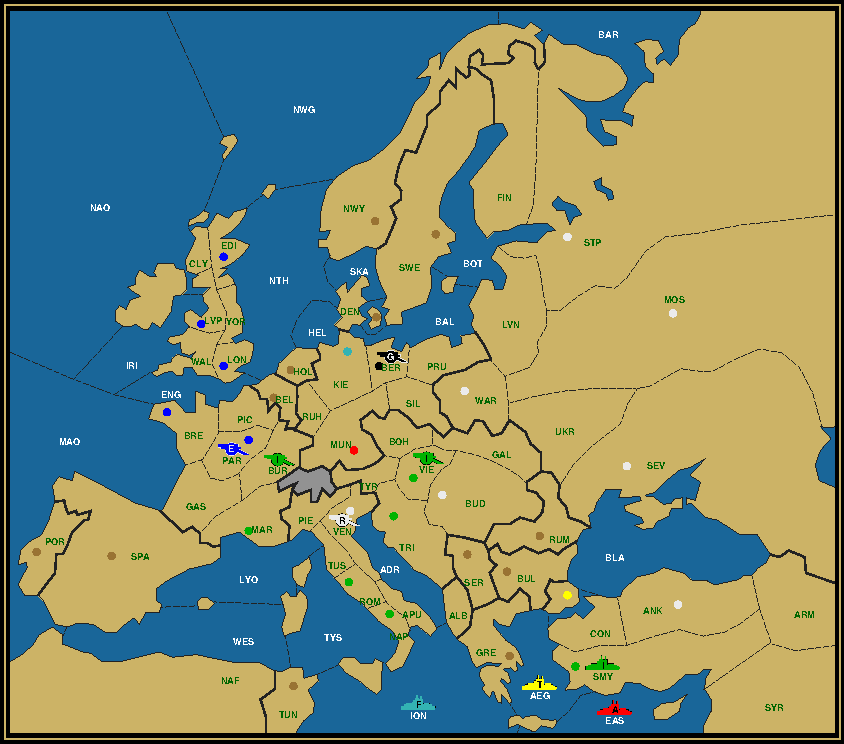 BAR
NWG
NAO
FIN
NWY
EDI
STP
CLY
SKA
SWE
BOT
NTH
MOS
DEN
VP YOR
BAL
LVN
HEL
IRI
WAL LON
G
BER
PRU
HOL
KIE
ENG
BEL
WAR
SIL
RUH
PIC
BRE
UKR
MAO
E
PAR
MUN
BOH
I
BUR
I
VIE
GAL
SEV
TYR
BUD
GAS
R
VEN
PIE
MAR
POR
SPA
TRI
RUM
BLA
TUS
ADR
LYO
SER
BUL
ROM
ANK
APU
ALB
ARM
CON
NAP
WES
TYS
GRE
I
SMY
NAF
T
AEG
F
ION
A
EAS
SYR
TUN